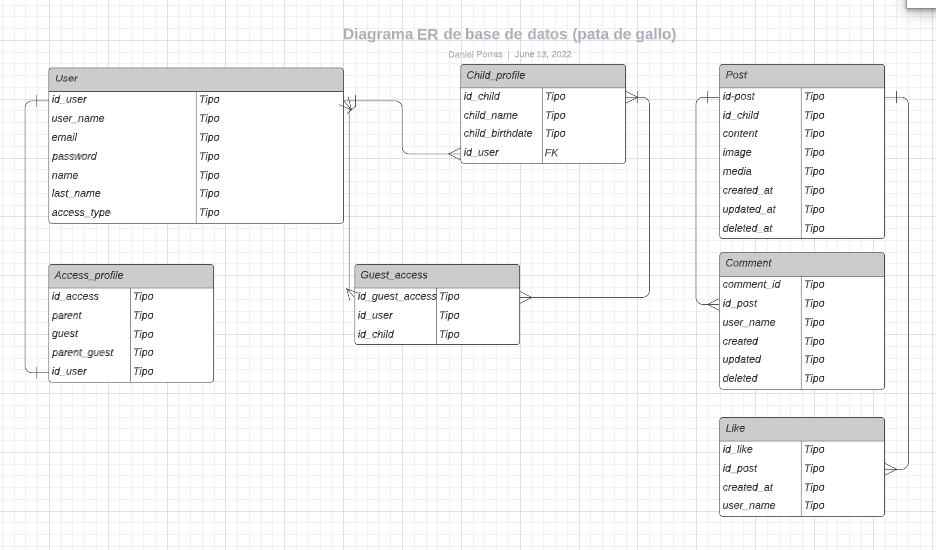 Diagrama ER de base de datos (pata de gallo)
Daniel Porras | June 13, 2022
User
id_user Tipo
user_name Tipo
email Tipo
password Tipo
name Tipo
last_name Tipo
access_type Tipo
Child_profile
id_child Tipo
child_name Tipo
child_birthdate Tipo
id_user FK
Post
id-post Tipo
id_child Tipo
content Tipo
image Tipo
media Tipo
created_at Tipo
updated_at Tipo
deleted_at Tipo
Access_profile
id_access Tipo
parent Tipo
guest Tipo
parent_guest Tipo
id_user Tipo
Guest_access
id_guest_access Tipo
id_user Tipo
id_child Tipo
Comment
comment_id Tipo
id_post Tipo
user_name Tipo
created Tipo
updated Tipo
deleted Tipo
Like
id_like Tipo
id_post Tipo
created_at Tipo
user_name Tipo